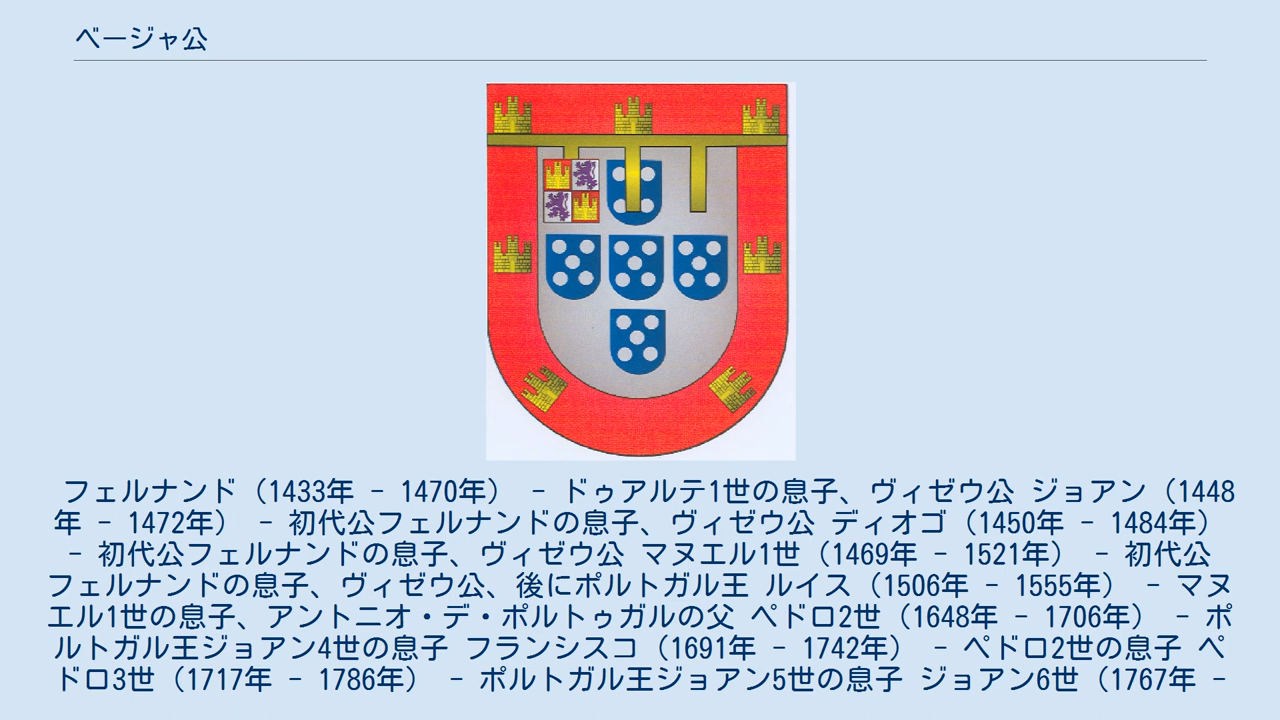 ベージャ公
フェルナンド（1433年 - 1470年） - ドゥアルテ1世の息子、ヴィゼウ公 ジョアン（1448
年 - 1472年） - 初代公フェルナンドの息子、ヴィゼウ公 ディオゴ（1450年 - 1484年）
- 初代公フェルナンドの息子、ヴィゼウ公 マヌエル1世（1469年 - 1521年） - 初代公
フェルナンドの息子、ヴィゼウ公、後にポルトガル王 ルイス（1506年 - 1555年） - マヌ
エル1世の息子、アントニオ・デ・ポルトゥガルの父 ペドロ2世（1648年 - 1706年） - ポ
ルトガル王ジョアン4世の息子 フランシスコ（1691年 - 1742年） - ペドロ2世の息子 ペ
ドロ3世（1717年 - 1786年） - ポルトガル王ジョアン5世の息子 ジョアン6世（1767年 -